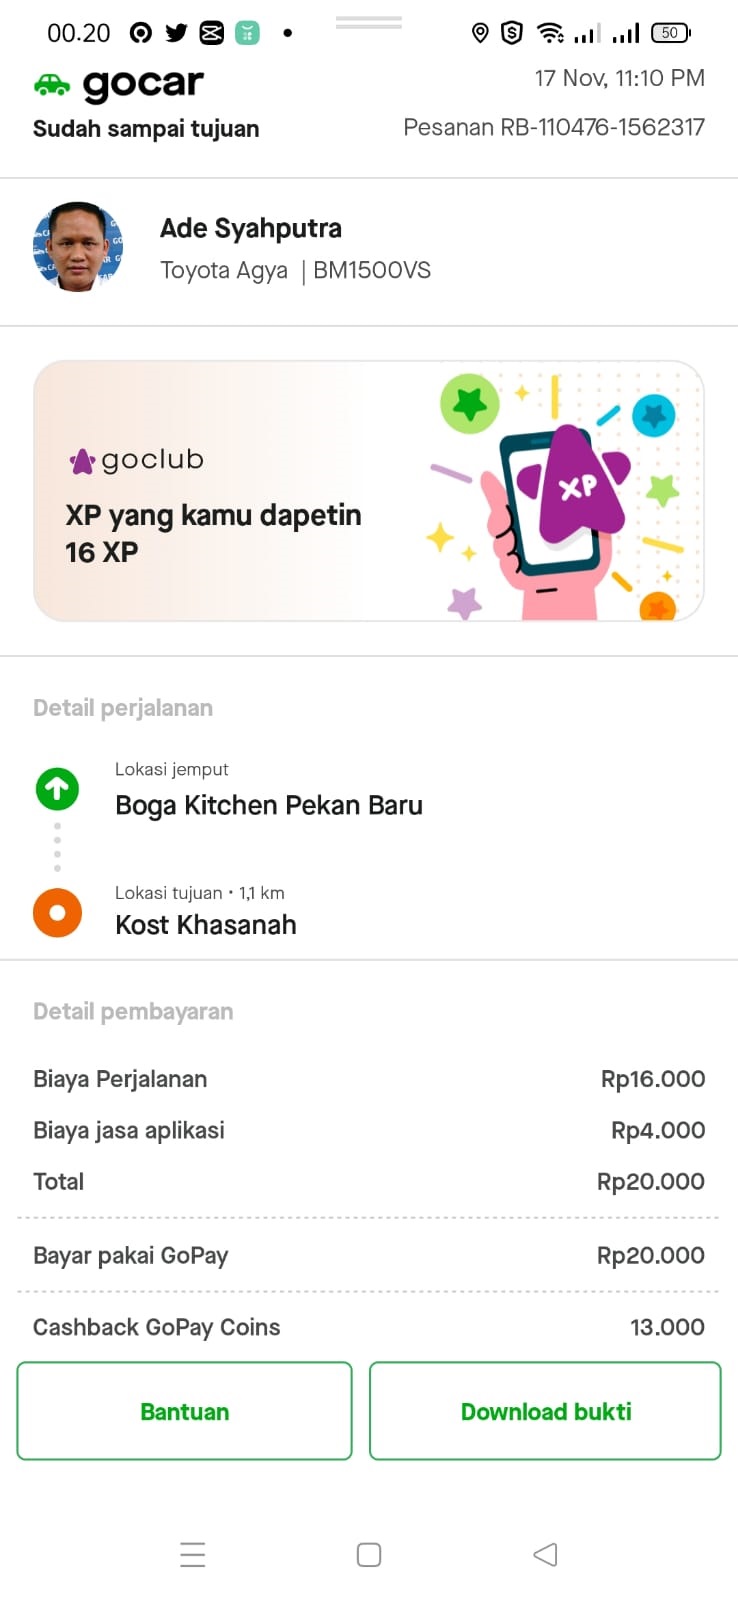 00.20
50
gocar
17 Nov, 11:10 PM
Sudah sampai tujuan
Pesanan RB-110476-1562317
Ade Syahputra
Toyota Agya | BM1500VS
goclub
XP yang kamu dapetin
16 XP
XP
Detail perjalanan
Lokasi jemput
Boga Kitchen Pekan Baru
Lokasi tujuan • 1,1 km
Kost Khasanah
Detail pembayaran
Biaya Perjalanan Rp16.000
Biaya jasa aplikasi Rp4.000
Total Rp20.000
Bayar pakai GoPay Rp20.000
Cashback GoPay Coins 13.000
Bantuan
Download bukti